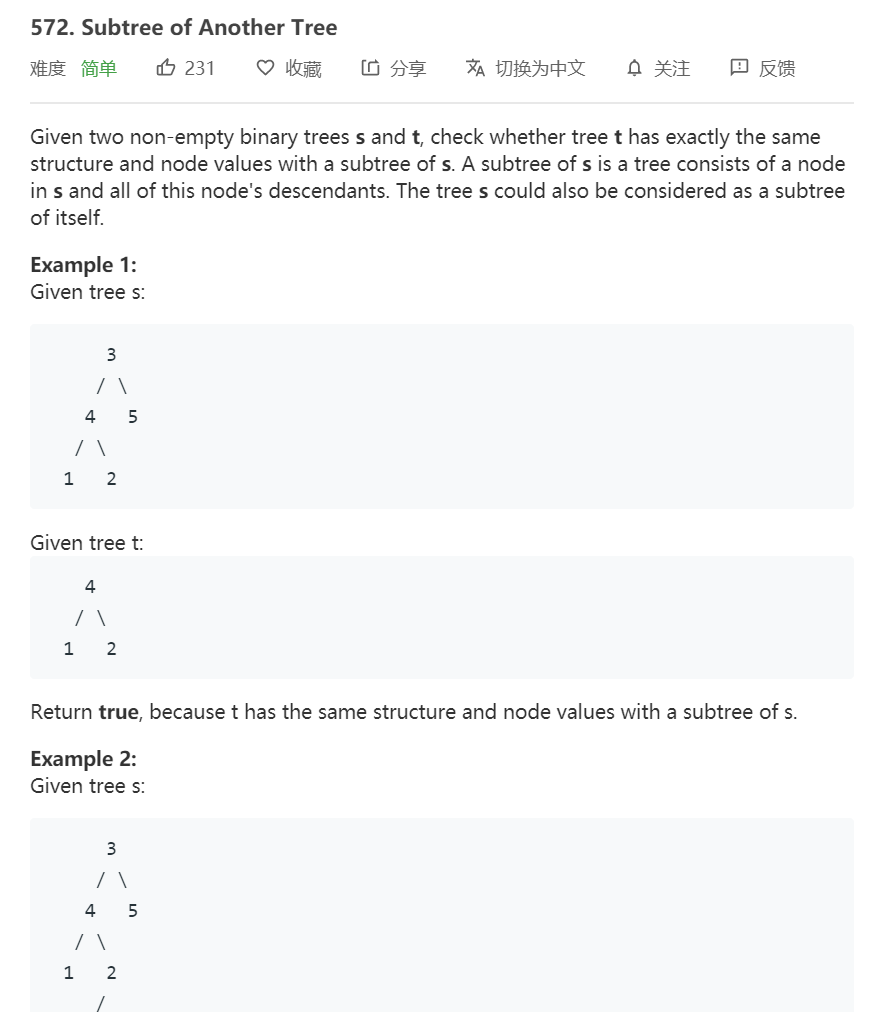 572. Subtree of Another Tree
难度 简单 231 收藏 分享 切换为中文 关注 反馈
Given two non-empty binary trees s and t, check whether tree t has exactly the same
structure and node values with a subtree of s. A subtree of s is a tree consists of a node
in s and all of this node's descendants. The tree s could also be considered as a subtree
of itself.
Example 1:
Given tree s:
3
/ \
4 5
/ \
1 2
Given tree t:
4
/ \
1 2
Return true, because t has the same structure and node values with a subtree of s.
Example 2:
Given tree s:
3
/ \
4 5
/ \
1 2
/